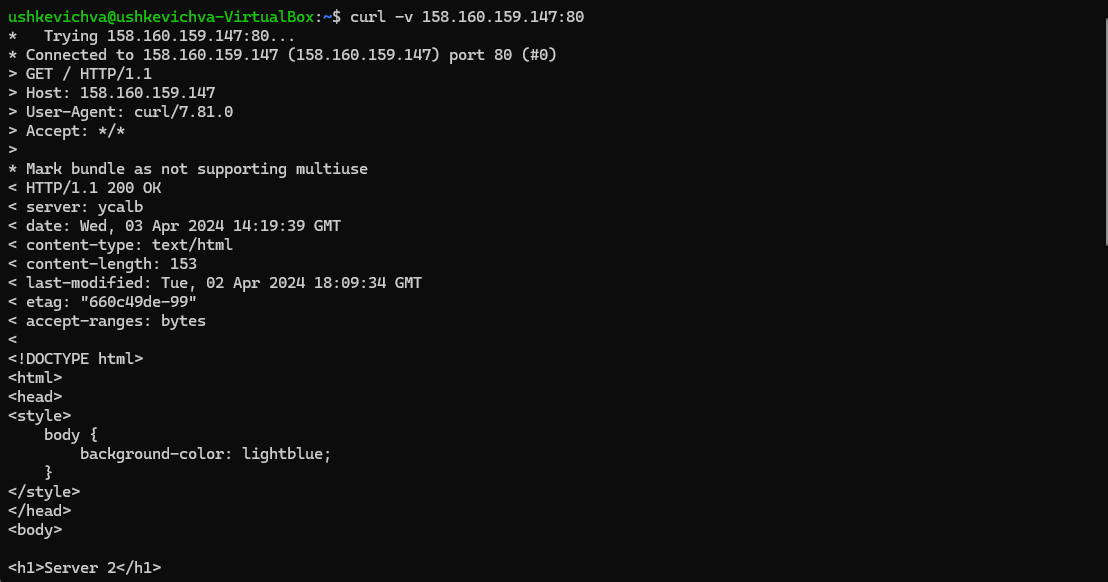 ushkevichva@ushkevichva-VirtualBox:~$ curl -v 158.160.159.147:80
*   Trying 158.160.159.147:80...
* Connected to 158.160.159.147 (158.160.159.147) port 80 (#0)
> GET / HTTP/1.1
> Host: 158.160.159.147
> User-Agent: curl/7.81.0
> Accept: */*
>
* Mark bundle as not supporting multiuse
< HTTP/1.1 200 OK
< server: ycalb
< date: Wed, 03 Apr 2024 14:19:39 GMT
< content-type: text/html
< content-length: 153
< last-modified: Tue, 02 Apr 2024 18:09:34 GMT
< etag: "660c49de-99"
< accept-ranges: bytes
<
<!DOCTYPE html>
<html>
<head>
<style>
    body {
        background-color: lightblue;
    }
</style>
</head>
<body>

<h1>Server 2</h1>